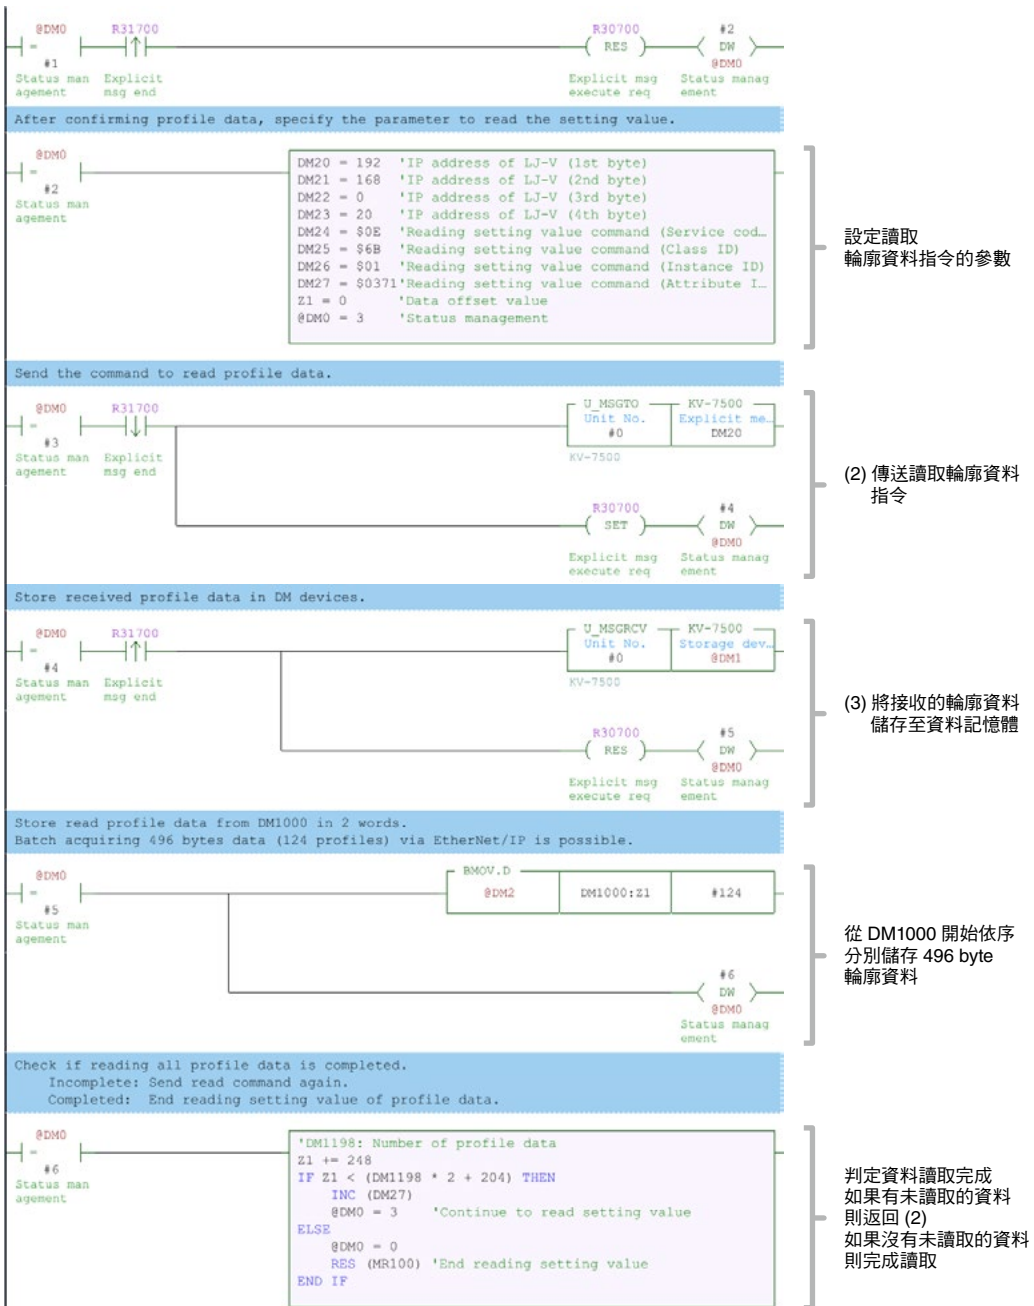 @DM0 R31700 R30700 #2
= RES DW
#1 @DM0
Status man Explicit Explicit msg Status manag
agement msg end execute req ement
After confirming profile data, specify the parameter to read the setting value.
@DM0
=
#2
Status man
agement
DM20 = 192 'IP address of LJ-V (1st byte)
DM21 = 168 'IP address of LJ-V (2nd byte)
DM22 = 0 'IP address of LJ-V (3rd byte)
DM23 = 20 'IP address of LJ-V (4th byte)
DM24 = $0E 'Reading setting value command (Service cod…
DM25 = $6B 'Reading setting value command (Class ID)
DM26 = $01 'Reading setting value command (Instance ID)
DM27 = $0371'Reading setting value command (Attribute I…
Z1 = 0 'Data offset value
@DM0 = 3 'Status management
設定讀取
輪廓資料指令的參數
Send the command to read profile data.
@DM0 R31700 U_MSGTO KV-7500
= Unit No. Explicit me…
#3 #0 DM20
Status man Explicit KV-7500
agement msg end
R30700 #4
SET DW
@DM0
Explicit msg Status manag
execute req ement
(2) 傳送讀取輪廓資料
指令
Store received profile data in DM devices.
@DM0 R31700 U_MSGRCV KV-7500
= Unit No. Storage dev…
#4 #0 @DM1
Status man Explicit KV-7500
agement msg end
R30700 #5
RES DW
@DM0
Explicit msg Status manag
execute req ement
(3) 將接收的輪廓資料
儲存至資料記憶體
Store read profile data from DM1000 in 2 words.
Batch acquiring 496 bytes data (124 profiles) via EtherNet/IP is possible.
@DM0 BMOV.D
= @DM2 DM1000:Z1 #124
#5
Status man
agement
#6
DW
@DM0
Status manag
ement
從 DM1000 開始依序
分別儲存 496 byte
輪廓資料
Check if reading all profile data is completed.
Incomplete: Send read command again.
Completed: End reading setting value of profile data.
@DM0
=
#6
Status man
agement
'DM1198: Number of profile data
Z1 += 248
IF Z1 < (DM1198 * 2 + 204) THEN
INC (DM27)
@DM0 = 3 'Continue to read setting value
ELSE
@DM0 = 0
RES (MR100) 'End reading setting value
END IF
判定資料讀取完成
如果有未讀取的資料
則返回 (2)
如果沒有未讀取的資料
則完成讀取